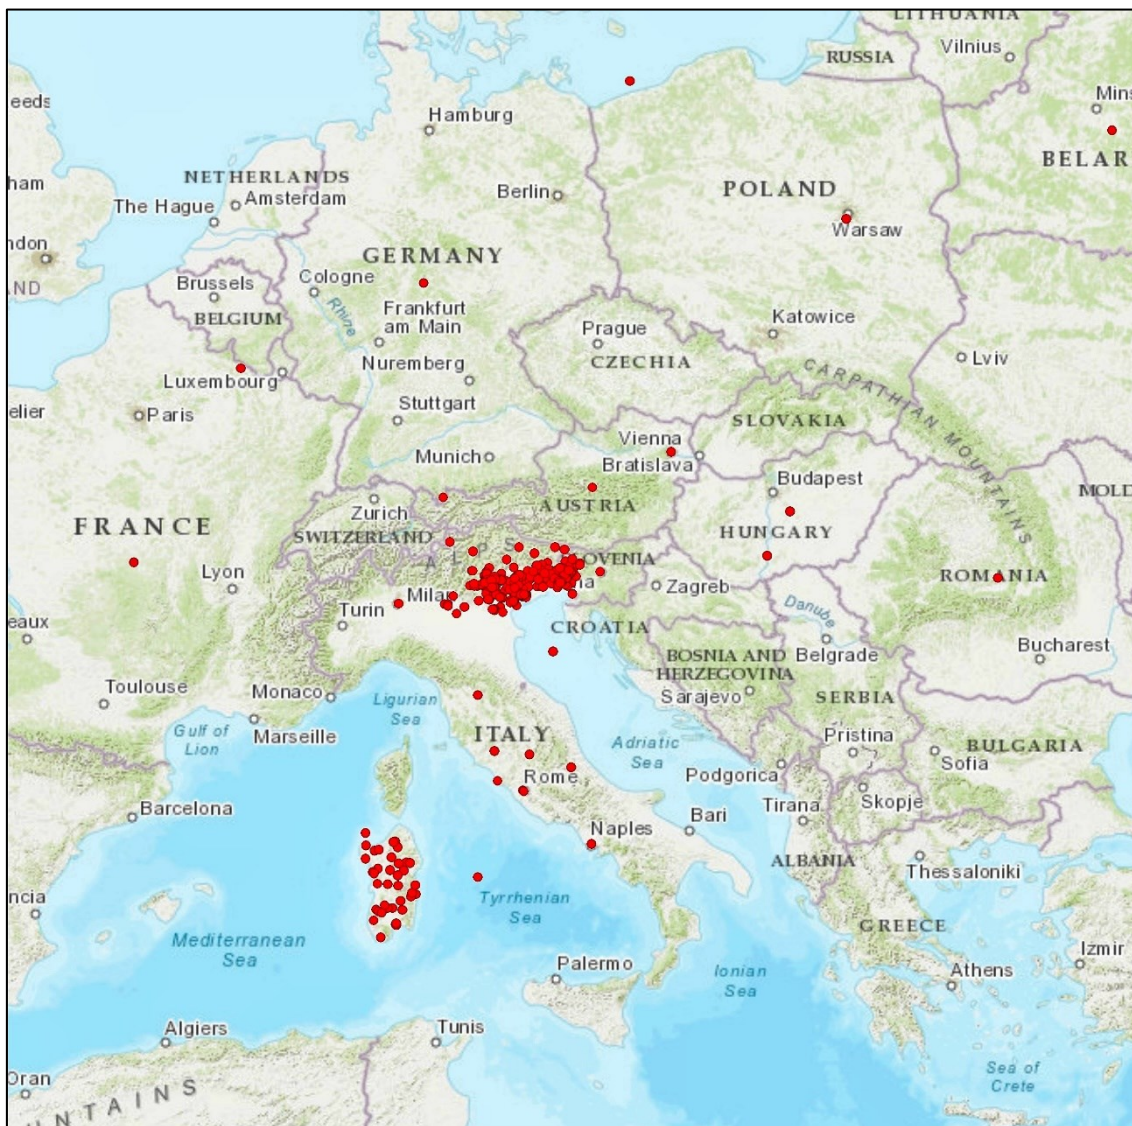 LITHUANIA
Vilnius
RUSSIA
eeds
Mins
Hamburg
BELAR
NETHERLANDS
ham
Amsterdam
Berlin
POLAND
The Hague
Warsaw
ndon
GERMANY
Brussels
Cologne
AND
Rhine
Frankfurt
am Main
Katowice
BELGIUM
Prague
CZECHIA
Lviv
Nuremberg
Luxembourg
CARPATHIAN MOUNTAINS
elier
Paris
Stuttgart
SLOVAKIA
Vienna
Munich
Bratislava
Budapest
MOLD
Zurich
AUSTRIA
FRANCE
SWITZERLAND
HUNGARY
ALPS
OVENIA
Lyon
ROMANIA
na
Zagreb
Milan
Danube
Turin
CROATIA
eaux
Bucharest
BOSNIA AND
HERZEGOVINA
Belgrade
Toulouse
Monaco
Sarajevo
SERBIA
Ligurian
Sea
Gulf of
Lion
Marseille
ITALY
Adriatic
Sea
Pristina
BULGARIA
Sofia
Rome
Podgorica
Barcelona
Tirana
Skopje
Naples
Bari
ALBANIA
Thessaloniki
ncia
Tyrrhenian
Sea
GREECE
Mediterranean
Sea
Izmir
Palermo
Ionian
Sea
Athens
Algiers
Tunis
Oran
Sea of
Crete
UNTAINS